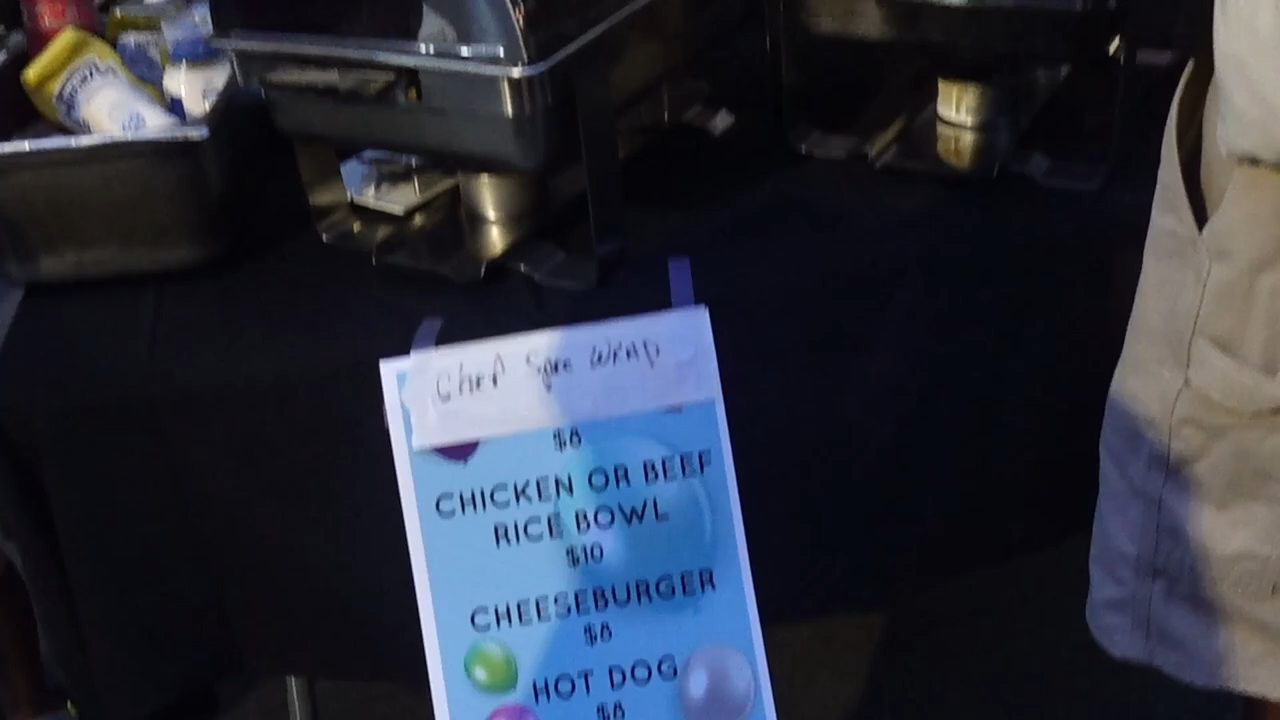 Chef Spec WRAP
$8
CHICKEN OR BEEF
RICE BOWL
$10
CHEESEBURGER
$8
HOT DOG
$8